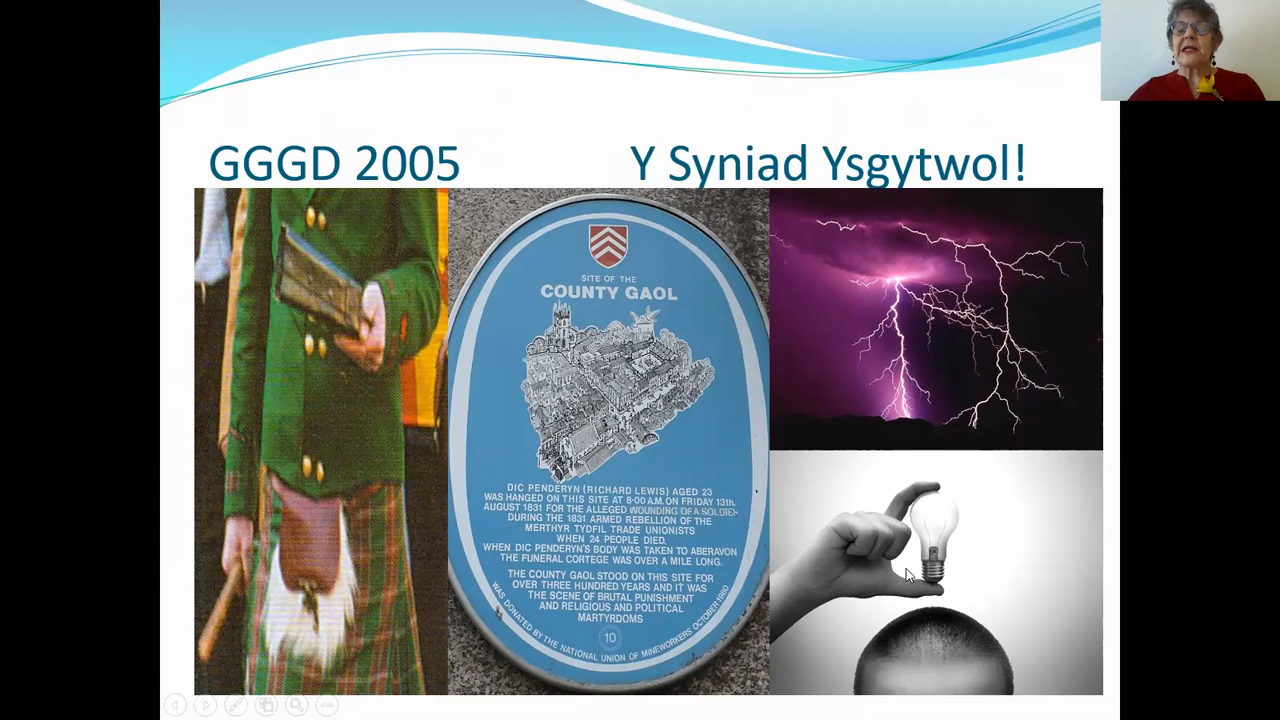 GGGD 2005 Y Syniad Ysgytwol!
SITE OF THE
COUNTY GAOL
DIC PENDERYN (RICHARD LEWIS) AGED 23
WAS HANGED ON THIS SITE AT 8·00 A.M. ON FRIDAY 13th.
AUGUST 1831 FOR THE ALLEGED WOUNDING OF A SOLDIER
DURING THE 1831 ARMED REBELLION OF THE
MERTHYR TYDFIL TRADE UNIONISTS
WHEN 24 PEOPLE DIED.
WHEN DIC PENDERYN'S BODY WAS TAKEN TO ABERAVON
THE FUNERAL CORTEGE WAS OVER A MILE LONG.
THE COUNTY GAOL STOOD ON THIS SITE FOR
OVER THREE HUNDRED YEARS AND IT WAS
THE SCENE OF BRUTAL PUNISHMENT
AND RELIGIOUS AND POLITICAL
MARTYRDOMS
10
WAS DONATED BY THE NATIONAL UNION OF MINEWORKERS OCTOBER 1980